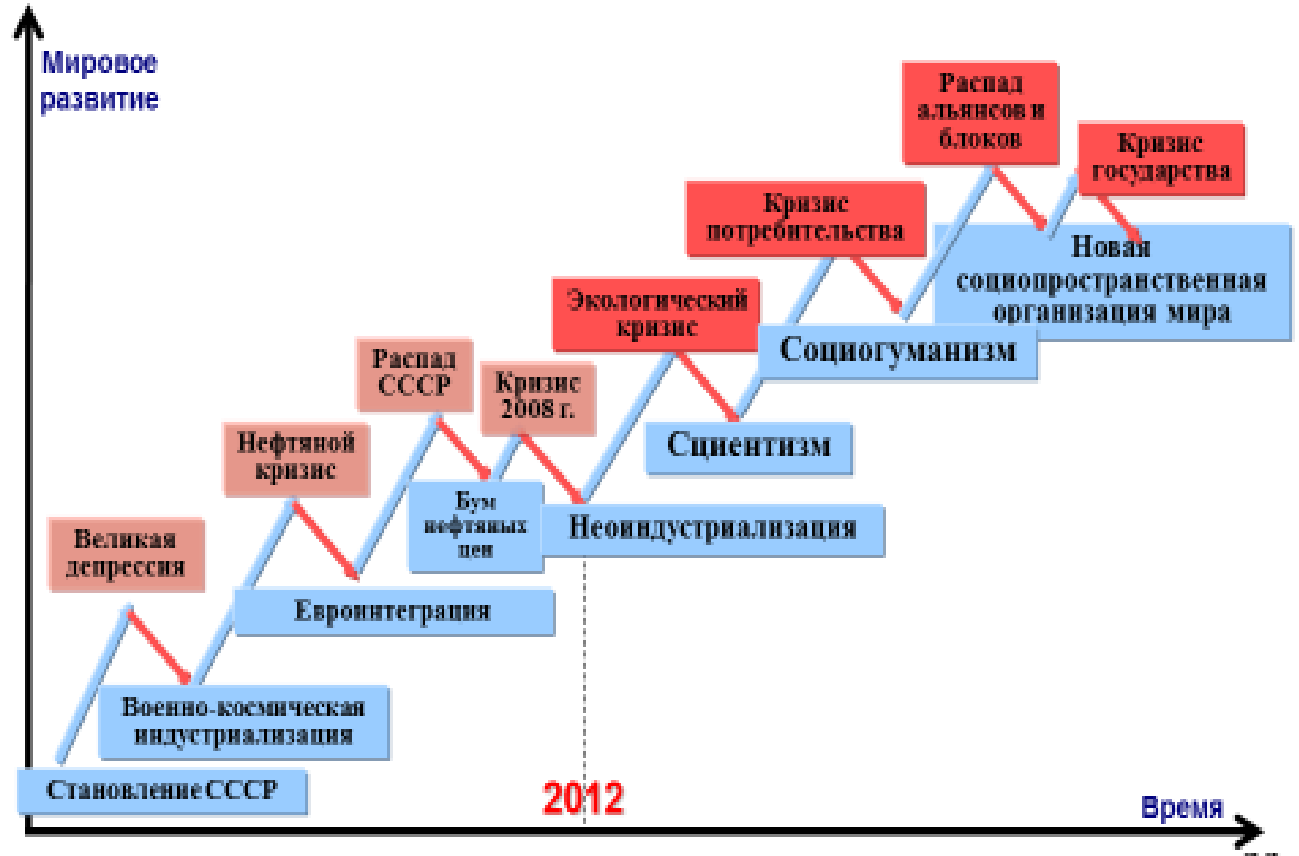 Мировое
развитие
Распад
альянсов и
блоков
Кризис
государства
Кризис
потребительства
Новая
социопространственная
организация мира
Экологический
кризис
Социогуманизм
Распад
СССР
Кризис
2008 г.
Сциентизм
Нефтяной
кризис
Бум
нефтяных
цен
Неоиндустриализация
Великая
депрессия
Евроинтеграция
Военно-космическая
индустриализация
Становление СССР
2012
Время